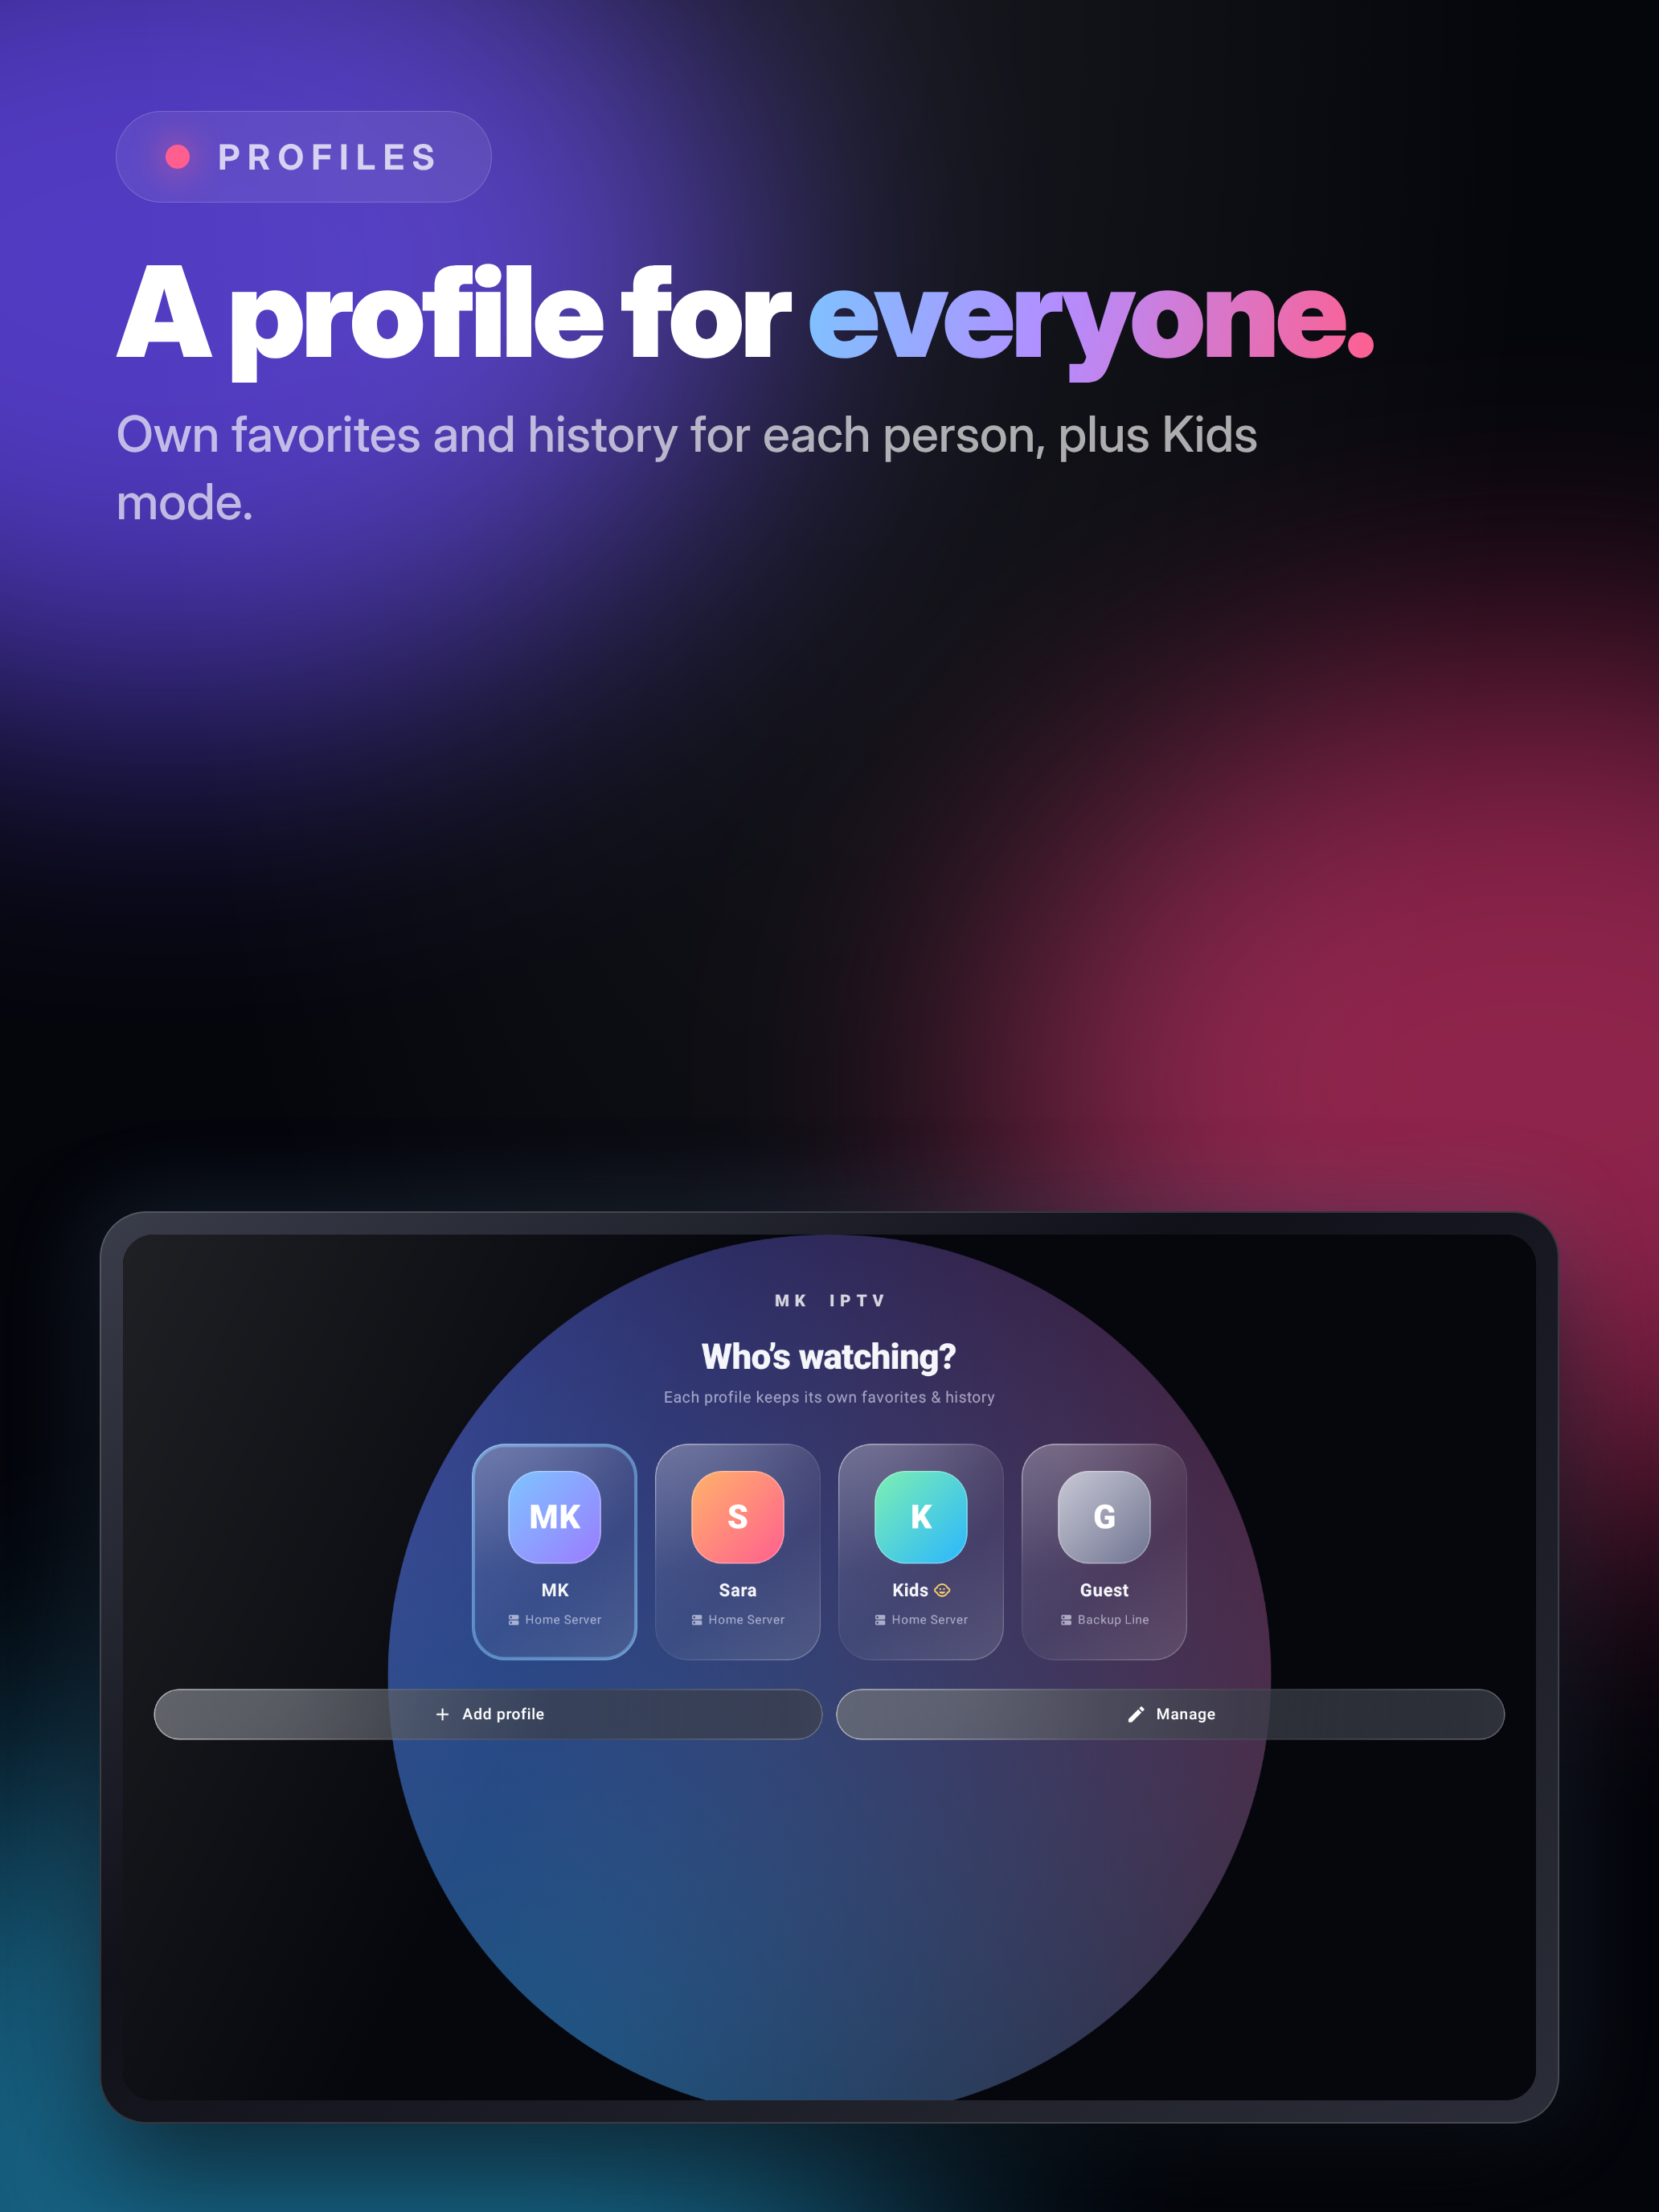 PROFILES
A profile for everyone.
Own favorites and history for each person, plus Kids
mode.
MK IPTV
Who’s watching?
Each profile keeps its own favorites & history
MK S K G
MK Sara Kids Guest
Home Server Home Server Home Server Backup Line
Add profile Manage